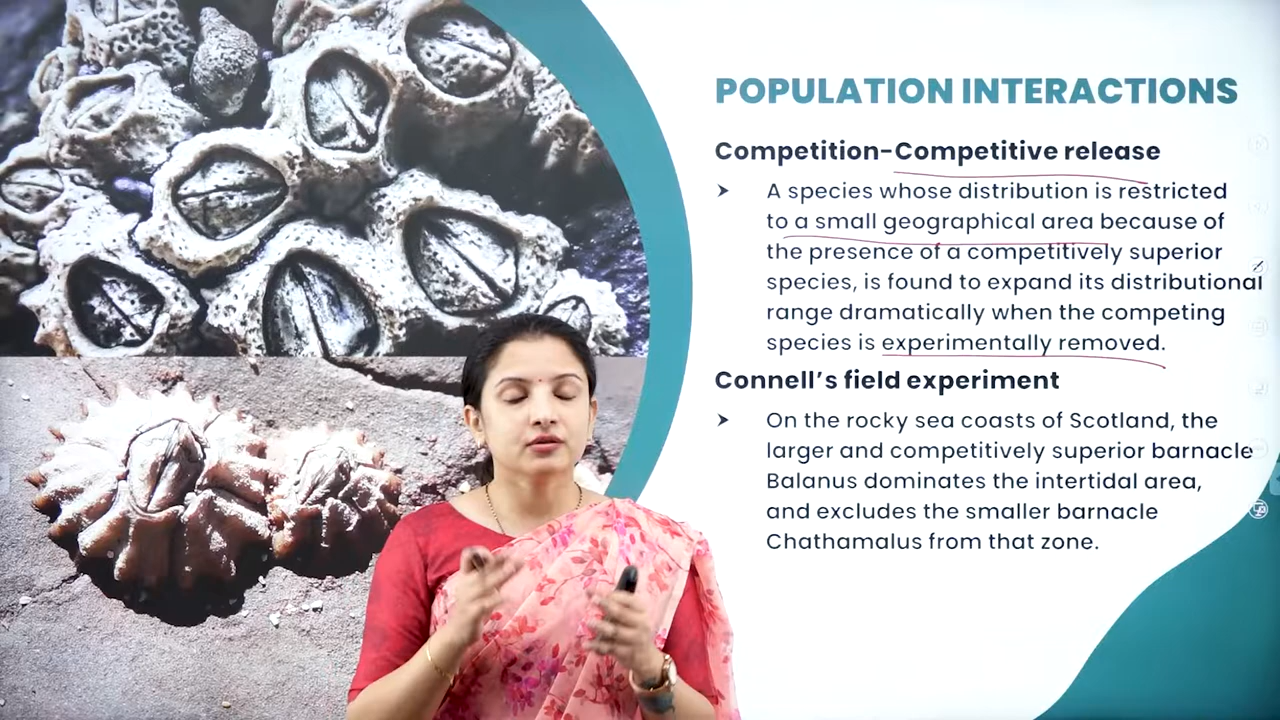 POPULATION INTERACTIONS
Competition-Competitive release
A species whose distribution is restricted
to a small geographical area because of
the presence of a competitively superior
species, is found to expand its distributional
range dramatically when the competing
species is experimentally removed.
Connell's field experiment
On the rocky sea coasts of Scotland, the
larger and competitively superior barnacle
Balanus dominates the intertidal area,
and excludes the smaller barnacle
Chathamalus from that zone.